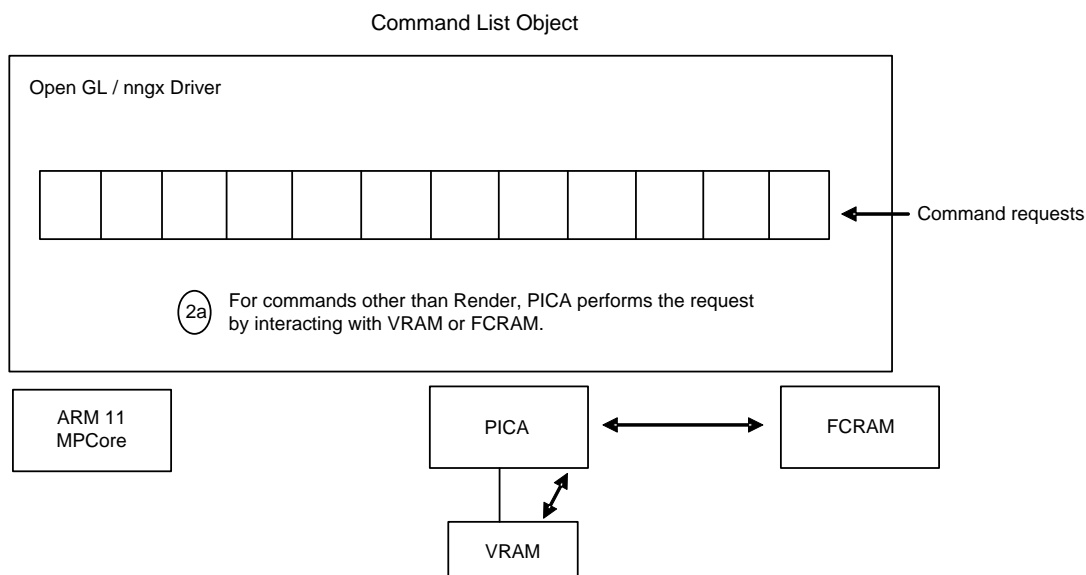 Command List Object
Open GL / nngx Driver
Command requests
2a
For commands other than Render, PICA performs the request
by interacting with VRAM or FCRAM.
ARM 11
MPCore
PICA
FCRAM
VRAM